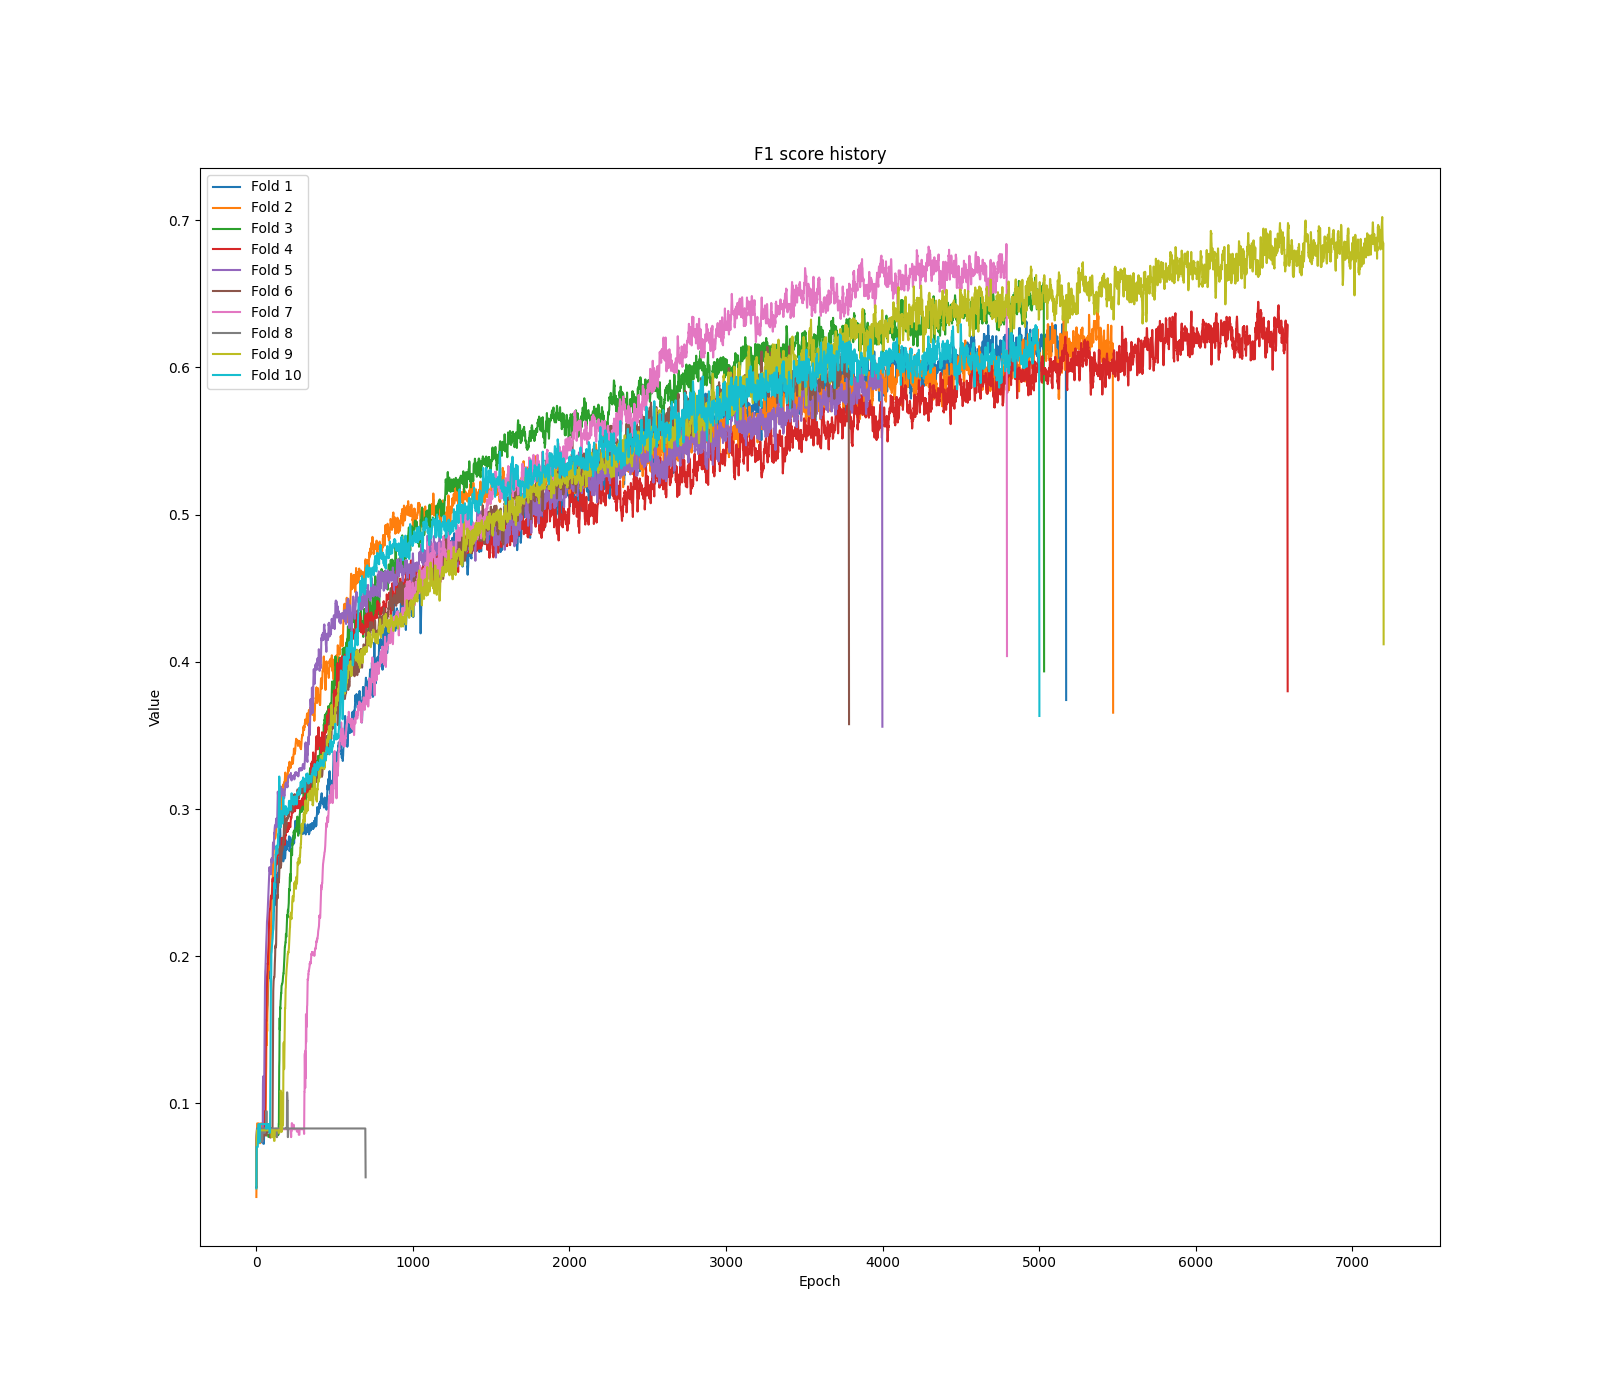 F1 score history
Fold 1
Fold 2
Fold 3
Fold 4
Fold 5
Fold 6
Fold 7
Fold 8
Fold 9
Fold 10
0.7
0.6
0.5
0.4
0.3
0.2
0.1
Value
0 1000 2000 3000 4000 5000 6000 7000
Epoch